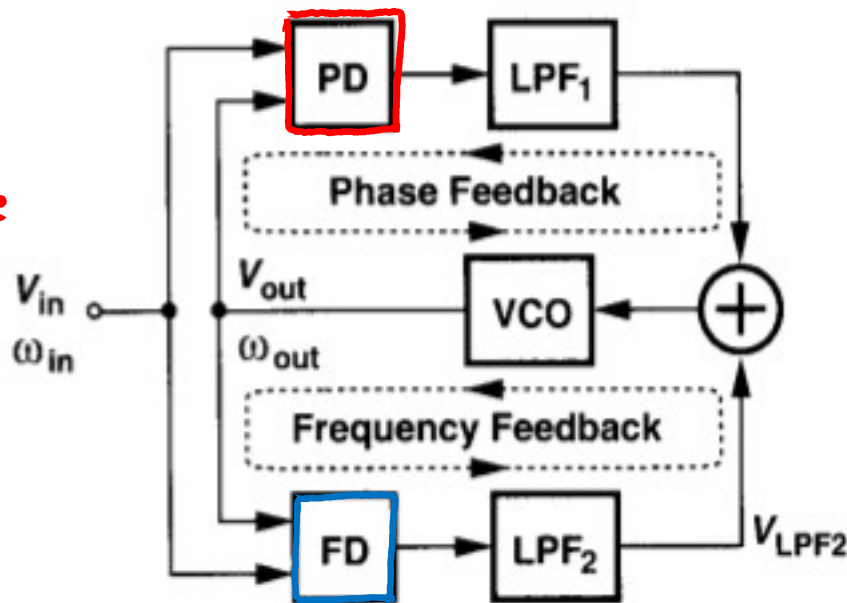 PD
LPF1
Phase Feedback
Vin
ωin
Vout
ωout
VCO
+
Frequency Feedback
FD
LPF2
VLPF2